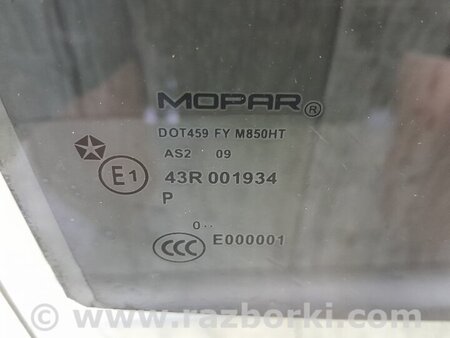 MOPAR®
DOT459 FY M850HT
AS2 09
E1 43R 001934
P
0··
CCC E000001
© www.razborki.com